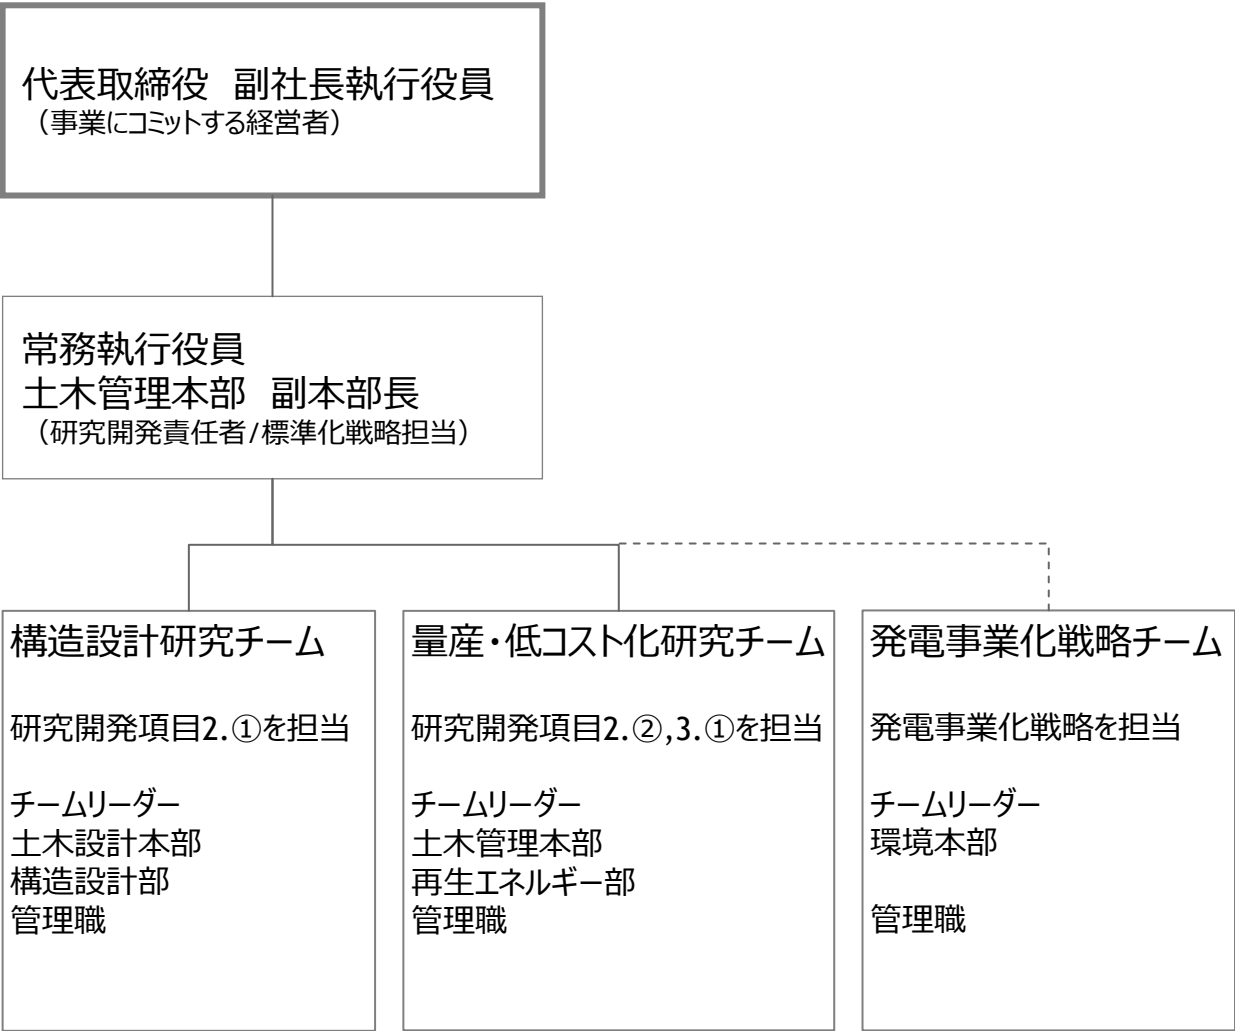 代表取締役　副社長執行役員
（事業にコミットする経営者）
常務執行役員
土木管理本部　副本部長
（研究開発責任者/標準化戦略担当）
構造設計研究チーム
研究開発項目2.①を担当
チームリーダー
土木設計本部
構造設計部
管理職
量産・低コスト化研究チーム
研究開発項目2.②,3.①を担当
チームリーダー
土木管理本部
再生エネルギー部
管理職
発電事業化戦略チーム
発電事業化戦略を担当
チームリーダー
環境本部
管理職